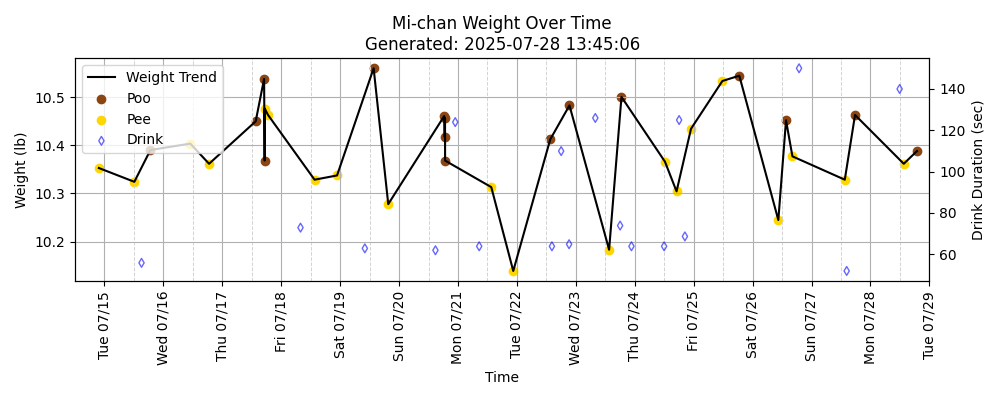 Mi-chan Weight Over Time
Generated: 2025-07-28 13:45:06
Weight Trend
Poo
Pee
Drink
Weight (lb)
10.5
10.4
10.3
10.2
Drink Duration (sec)
140
120
100
80
60
Tue 07/15
Wed 07/16
Thu 07/17
Fri 07/18
Sat 07/19
Sun 07/20
Mon 07/21
Tue 07/22
Wed 07/23
Thu 07/24
Fri 07/25
Sat 07/26
Sun 07/27
Mon 07/28
Tue 07/29
Time